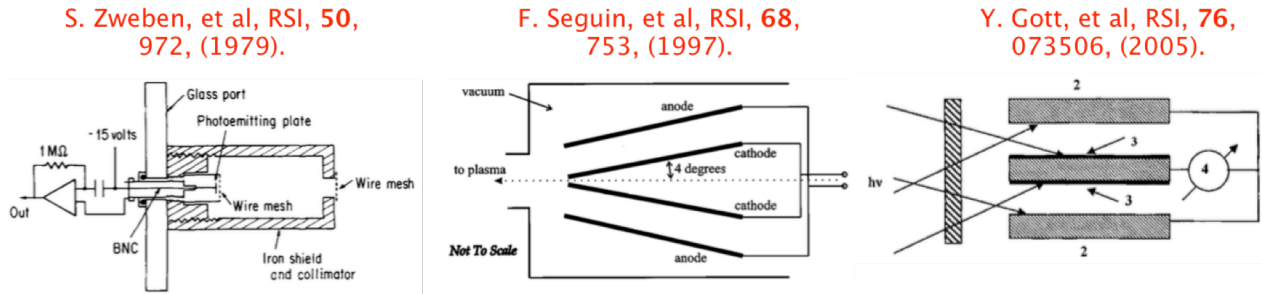 S. Zweben, et al, RSI, 50,
972, (1979).
F. Seguin, et al, RSI, 68,
753, (1997).
Y. Gott, et al, RSI, 76,
073506, (2005).
Glass port
Photoemitting plate
-15 volts
1 MΩ
Wire mesh
Wire mesh
Out
BNC
Iron shield
and collimator
vacuum
anode
cathode
4 degrees
to plasma
cathode
Not To Scale
anode
2
3
4
hν
3
2